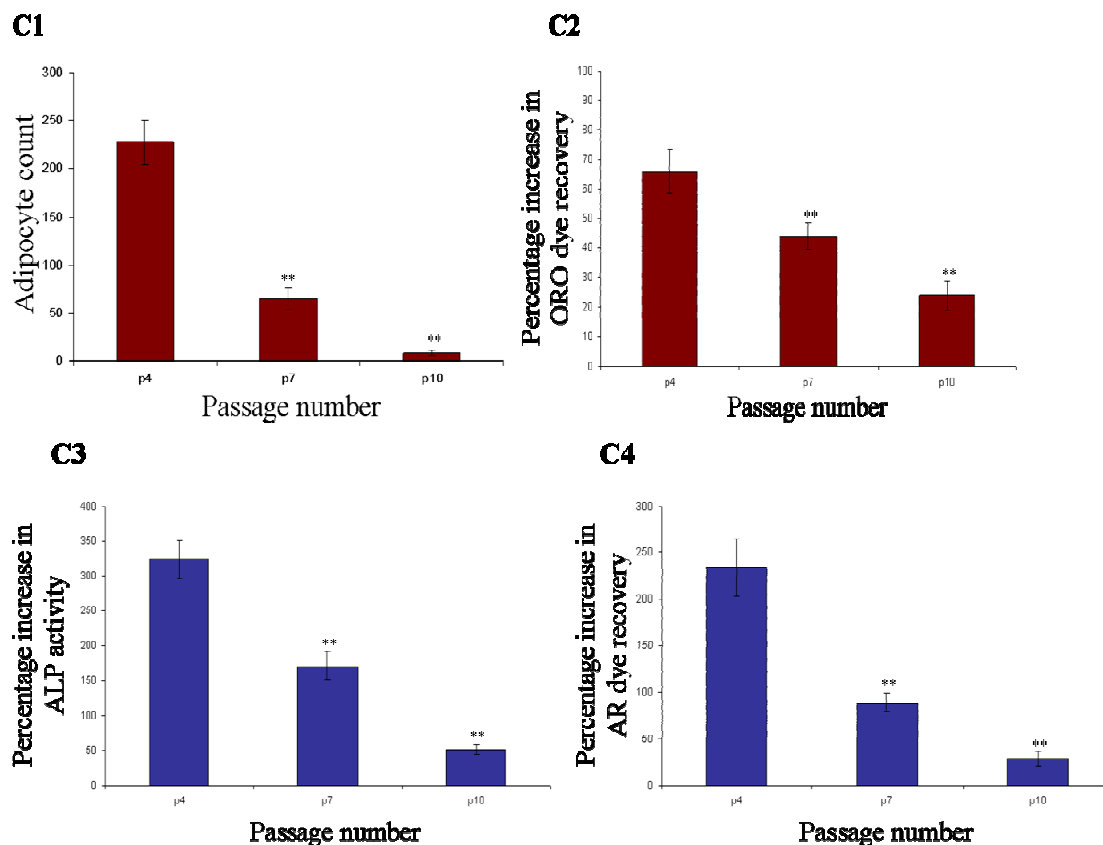 C1
Adipocyte count
300
250
200
150
100
50
0
**
**
p4
p7
p10
Passage number
C2
Percentage increase in
ORO dye recovery
100
90
80
70
60
50
40
30
20
10
0
**
**
p4
p7
p10
Passage number
C3
Percentage increase in
ALP activity
400
350
300
250
200
150
100
50
0
**
**
p4
p7
p10
Passage number
C4
Percentage increase in
AR dye recovery
300
250
200
150
100
50
0
**
**
p4
p7
p10
Passage number